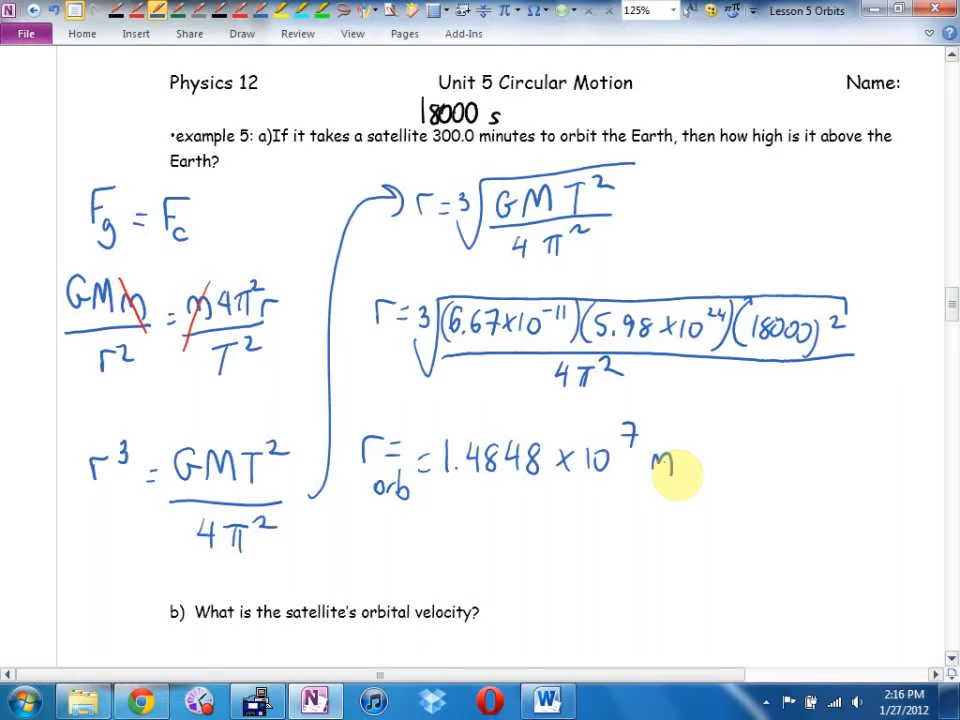 125% Lesson 5 Orbits
File Home Insert Share Draw Review View Pages Add-Ins
Physics 12 Unit 5 Circular Motion Name:
18000 s
•example 5: a)If it takes a satellite 300.0 minutes to orbit the Earth, then how high is it above the
Earth?
Fg = Fc
GMm/r² = m4π²r/T²
r³ = GMT²/4π²
r = ³√(GMT²/4π²)
r = ³√((6.67×10⁻¹¹)(5.98×10²⁴)(18000)²/4π²)
r orb = = 1.4848 × 10⁷ m
b) What is the satellite's orbital velocity?
2:16 PM
1/27/2012